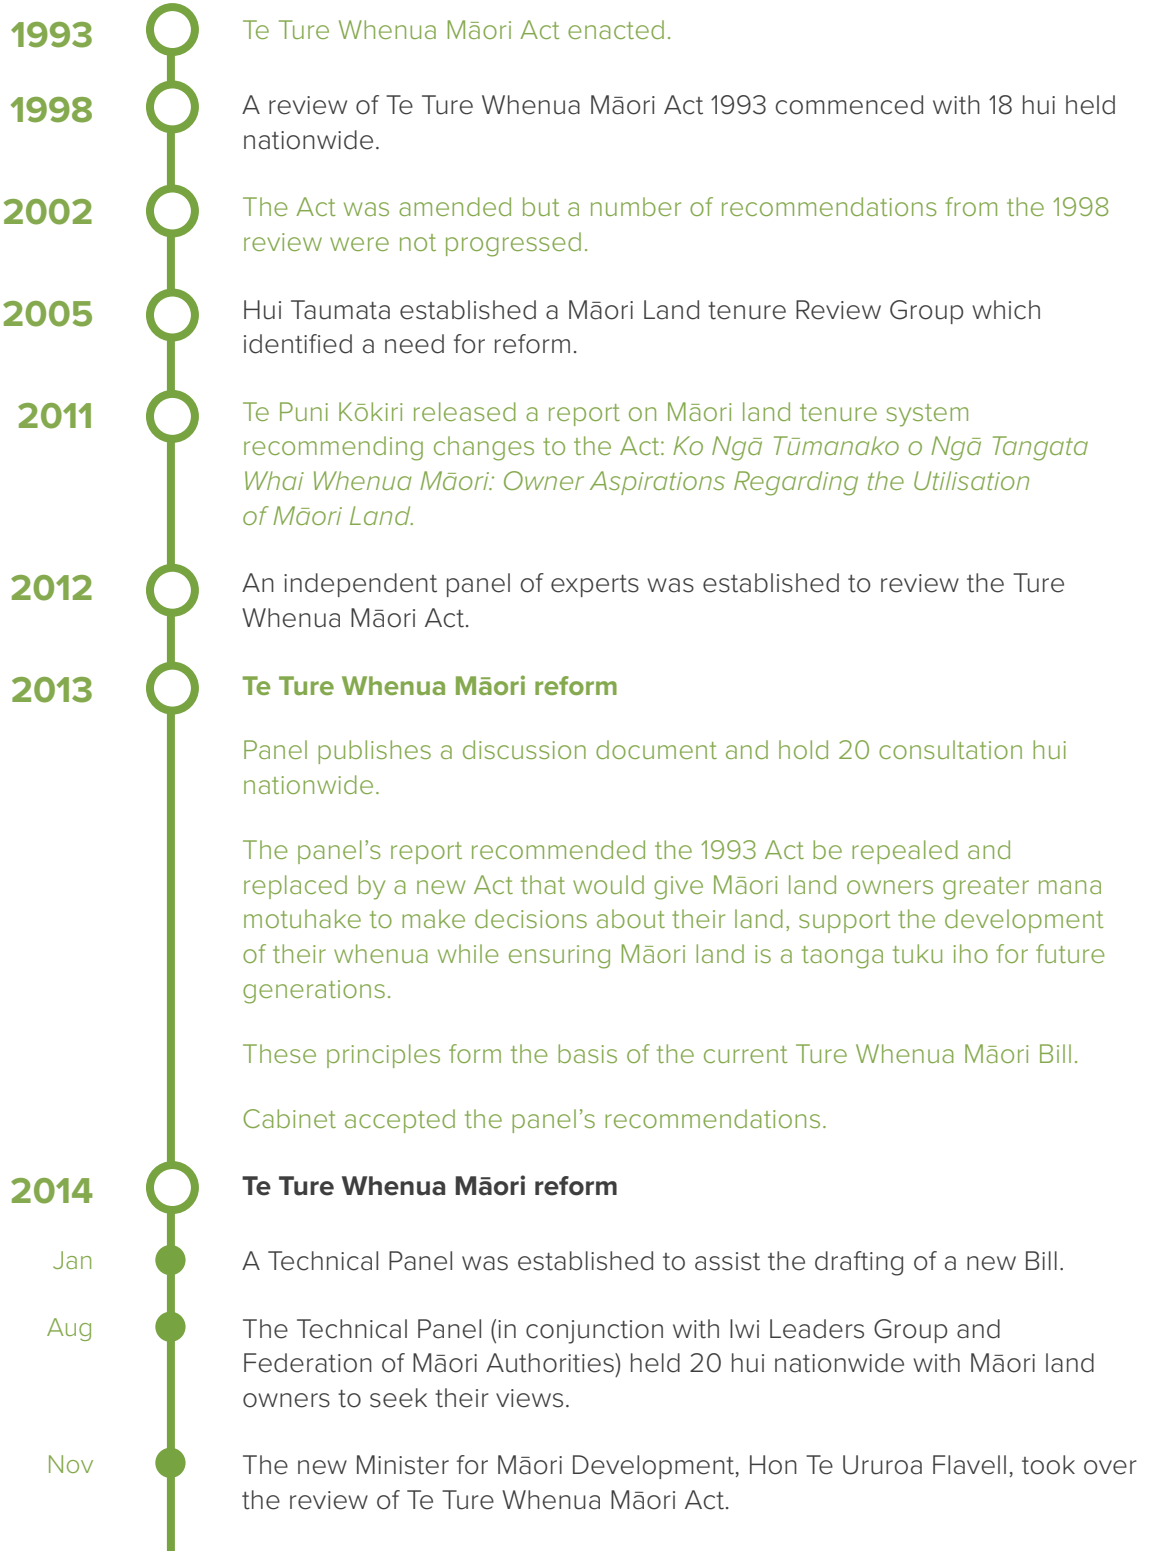 1993
Te Ture Whenua Māori Act enacted.
1998
A review of Te Ture Whenua Māori Act 1993 commenced with 18 hui held
nationwide.
2002
The Act was amended but a number of recommendations from the 1998
review were not progressed.
2005
Hui Taumata established a Māori Land tenure Review Group which
identified a need for reform.
2011
Te Puni Kōkiri released a report on Māori land tenure system
recommending changes to the Act: Ko Ngā Tūmanako o Ngā Tangata
Whai Whenua Māori: Owner Aspirations Regarding the Utilisation
of Māori Land.
2012
An independent panel of experts was established to review the Ture
Whenua Māori Act.
2013
Te Ture Whenua Māori reform
Panel publishes a discussion document and hold 20 consultation hui
nationwide.
The panel's report recommended the 1993 Act be repealed and
replaced by a new Act that would give Māori land owners greater mana
motuhake to make decisions about their land, support the development
of their whenua while ensuring Māori land is a taonga tuku iho for future
generations.
These principles form the basis of the current Ture Whenua Māori Bill.
Cabinet accepted the panel's recommendations.
2014
Te Ture Whenua Māori reform
Jan
A Technical Panel was established to assist the drafting of a new Bill.
Aug
The Technical Panel (in conjunction with Iwi Leaders Group and
Federation of Māori Authorities) held 20 hui nationwide with Māori land
owners to seek their views.
Nov
The new Minister for Māori Development, Hon Te Ururoa Flavell, took over
the review of Te Ture Whenua Māori Act.